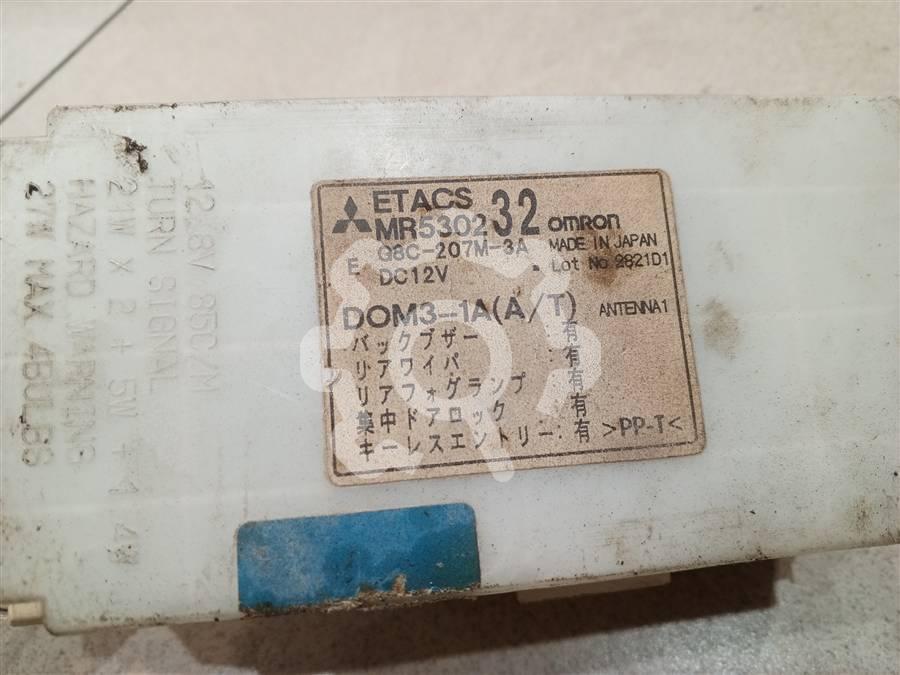 ETACS
MR530232 omron
E G8C-207M-3A MADE IN JAPAN
DC12V Lot No 2821D1
DOM3-1A(A/T) ANTENNA1
バックブザー :有
リアワイパ :有
リアフォグランプ :有
集中ドアロック :有
キーレスエントリー:有 >PP-T<
12.8V 85C/M
TURN SIGNAL
21W x 2 + 5W + 1.4W
HAZARD WARNING
27W MAX 4BULBS